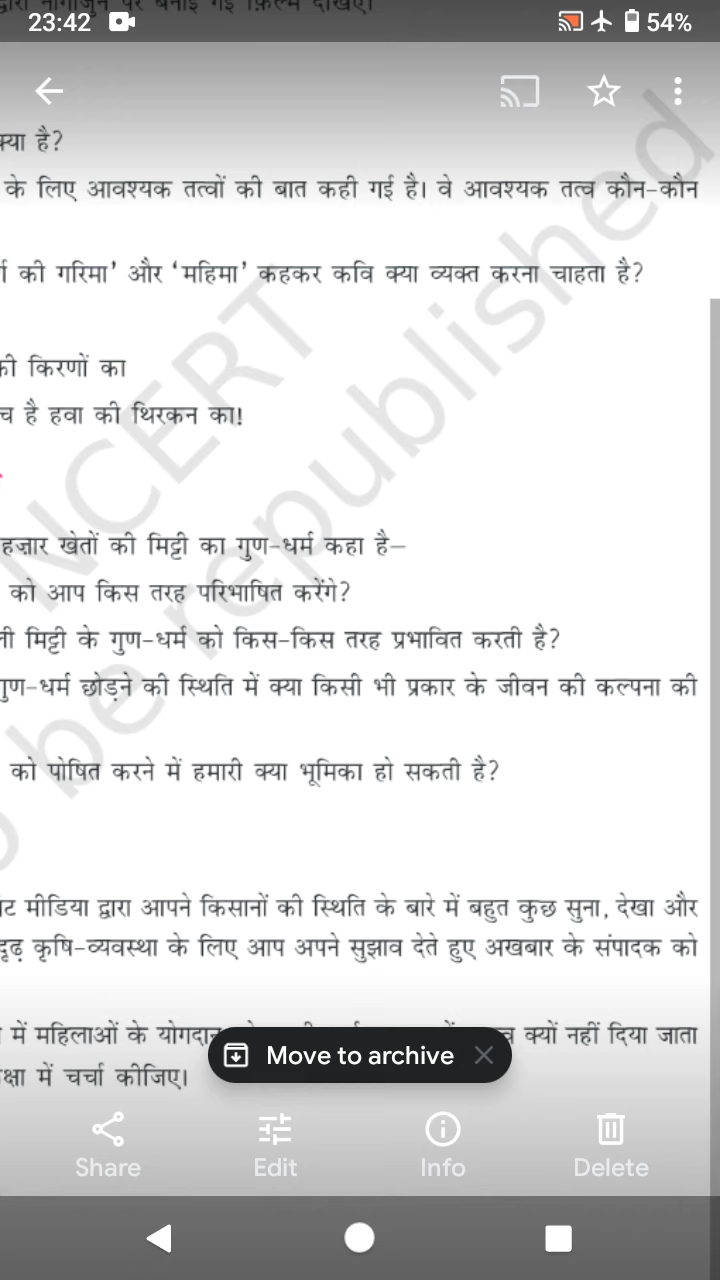 द्वारा नागार्जुन पर बनाई गई फ़िल्म देखिए।
23:42 54%
क्या है?
के लिए आवश्यक तत्वों की बात कही गई है। वे आवश्यक तत्व कौन-कौन
की गरिमा' और 'महिमा' कहकर कवि क्या व्यक्त करना चाहता है?
की किरणों का
है हवा की थिरकन का!
हज़ार खेतों की मिट्टी का गुण-धर्म कहा है–
को आप किस तरह परिभाषित करेंगे?
मिट्टी के गुण-धर्म को किस-किस तरह प्रभावित करती है?
गुण-धर्म छोड़ने की स्थिति में क्या किसी भी प्रकार के जीवन की कल्पना की
को पोषित करने में हमारी क्या भूमिका हो सकती है?
मीडिया द्वारा आपने किसानों की स्थिति के बारे में बहुत कुछ सुना, देखा और
कृषि-व्यवस्था के लिए आप अपने सुझाव देते हुए अखबार के संपादक को
में महिलाओं के योगदान क्यों नहीं दिया जाता
में चर्चा कीजिए।
NCERT
be republished
Move to archive
Share Edit Info Delete